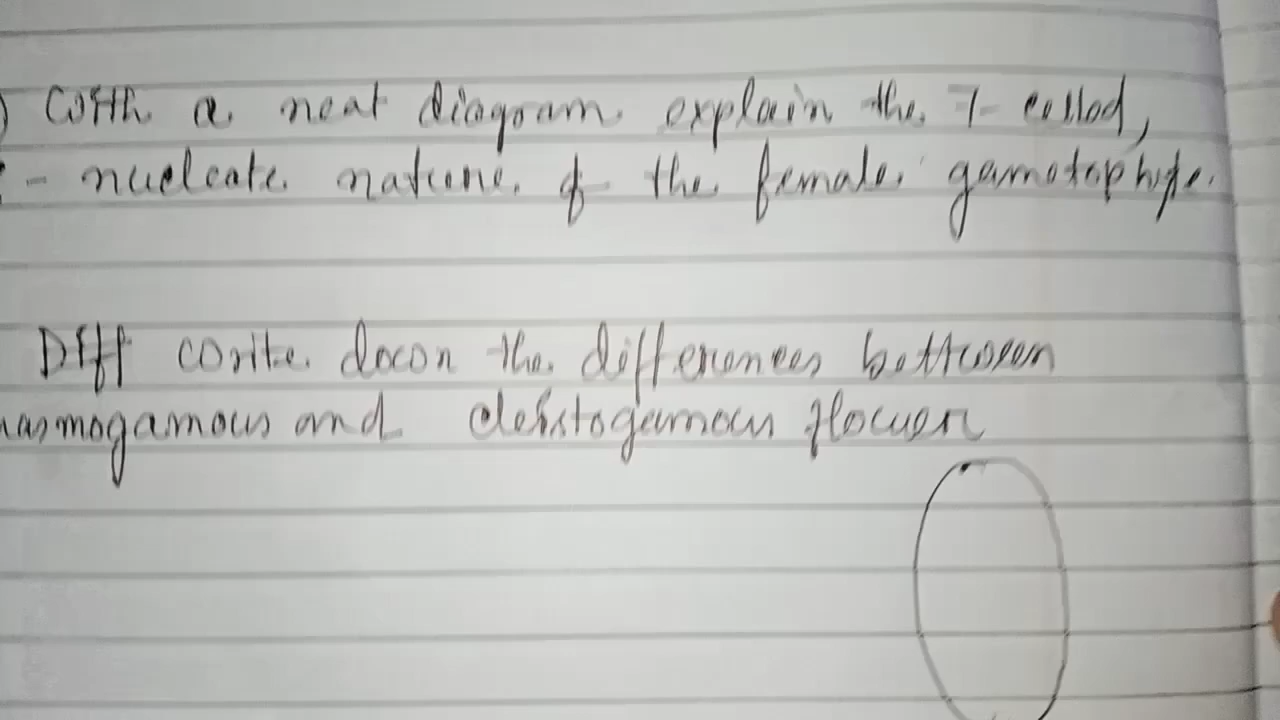 ) With a neat diagram explain the 7-celled,
- nucleate nature of the female gametophyte.
Diff write down the differences between
hasmogamous and cleistogamous flower